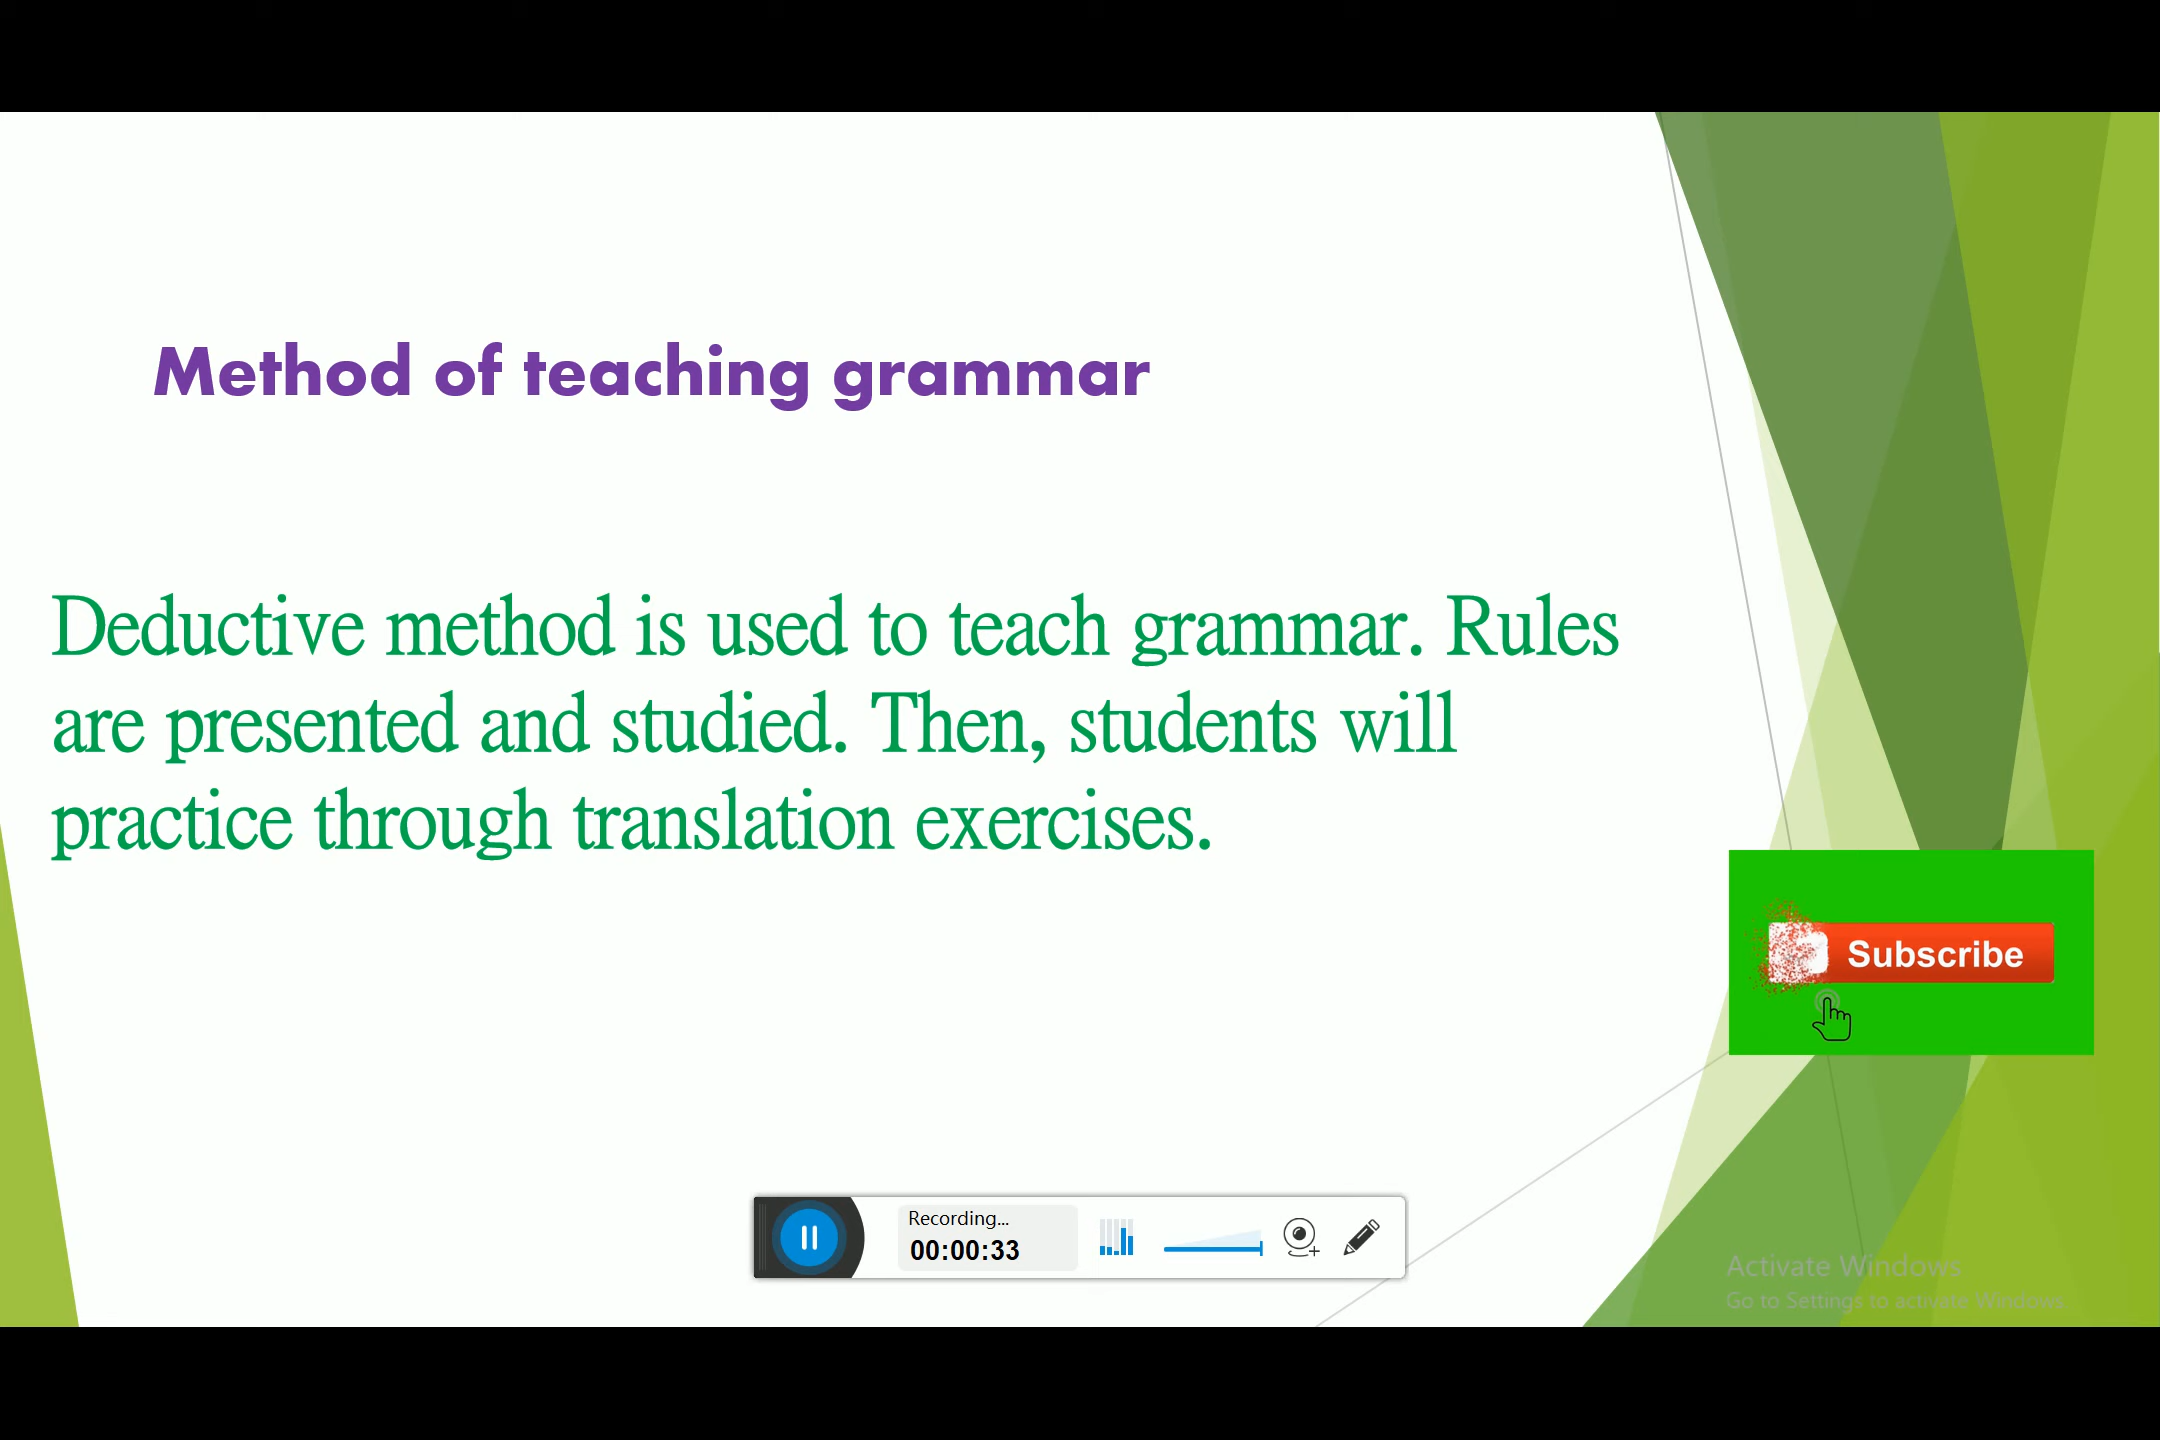 Method of teaching grammar
Deductive method is used to teach grammar. Rules
are presented and studied. Then, students will
practice through translation exercises.
Subscribe
Recording...
00:00:33
Activate Windows
Go to Settings to activate Windows.